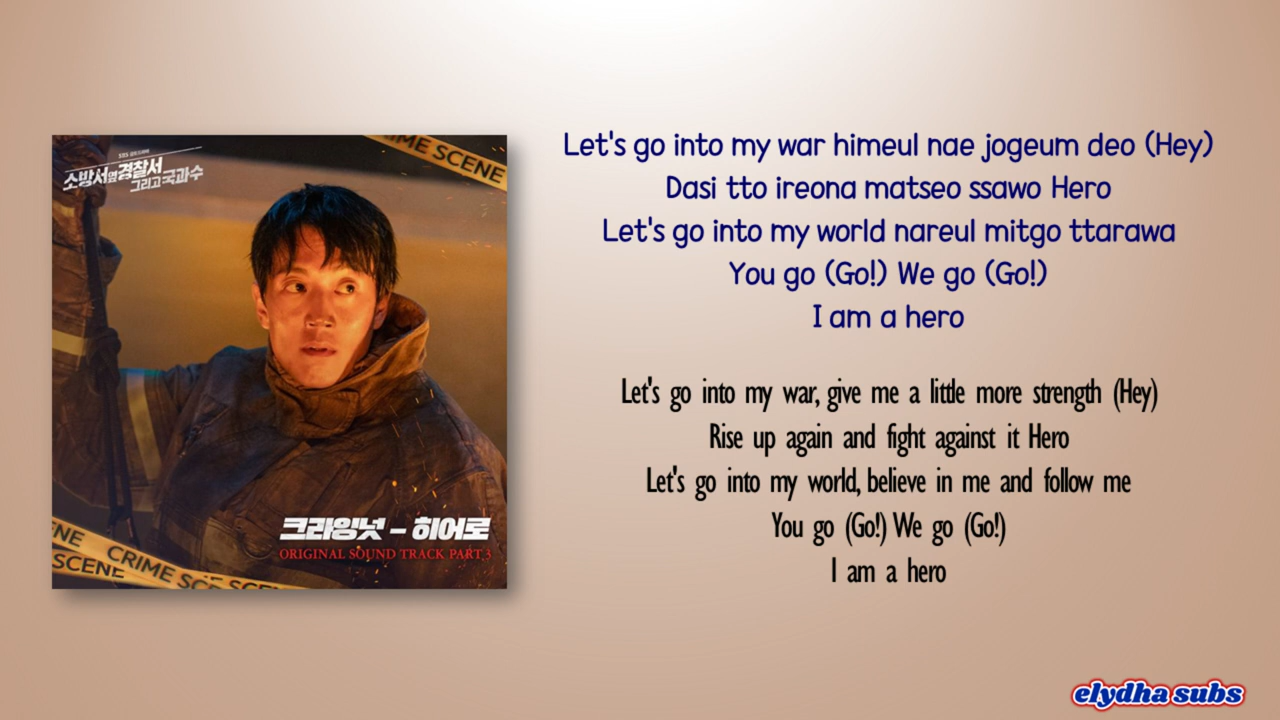 SBS 금토드라마
소방서옆경찰서
그리고국과수
CRIME SCENE
크라잉넛 – 히어로
ORIGINAL SOUND TRACK PART.3
CRIME SCENE
SCENE
Let's go into my war himeul nae jogeum deo (Hey)
Dasi tto ireona matseo ssawo Hero
Let's go into my world nareul mitgo ttarawa
You go (Go!) We go (Go!)
I am a hero
Let's go into my war, give me a little more strength (Hey)
Rise up again and fight against it Hero
Let's go into my world, believe in me and follow me
You go (Go!) We go (Go!)
I am a hero
elydha subs